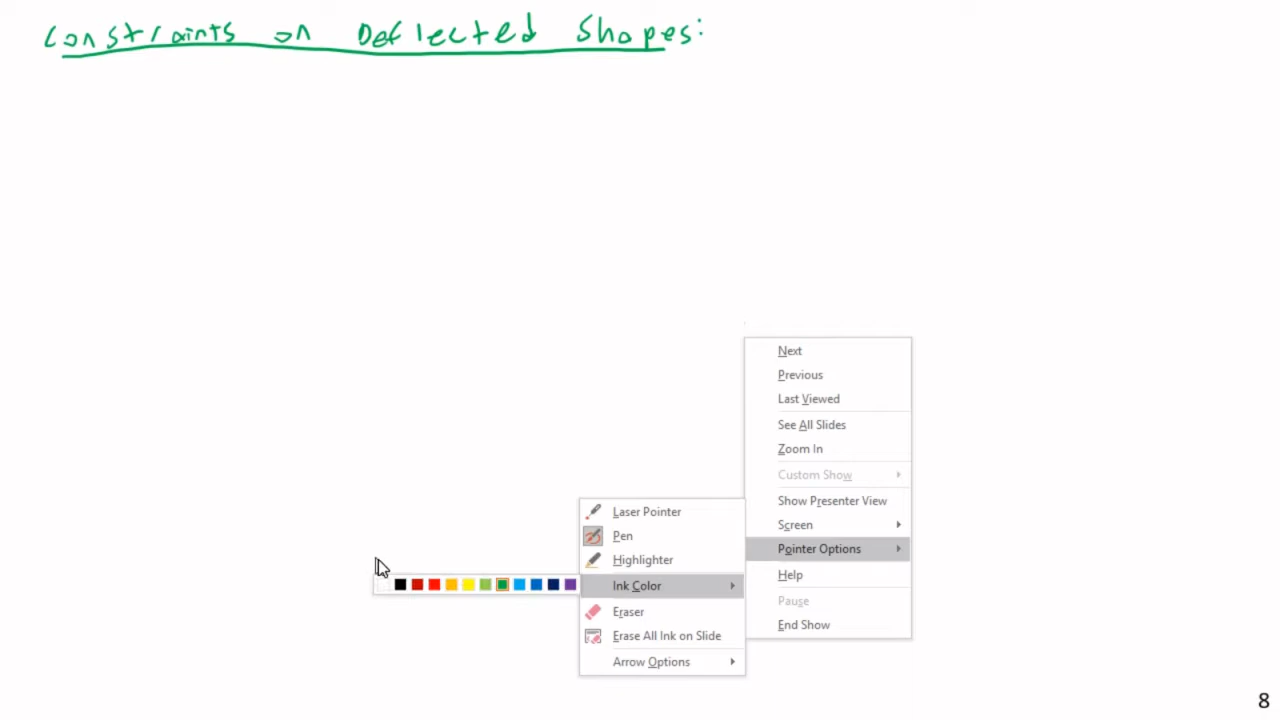 Constraints on Deflected Shapes:
Next
Previous
Last Viewed
See All Slides
Zoom In
Custom Show
Show Presenter View
Screen
Pointer Options
Help
Pause
End Show
Laser Pointer
Pen
Highlighter
Ink Color
Eraser
Erase All Ink on Slide
Arrow Options
8